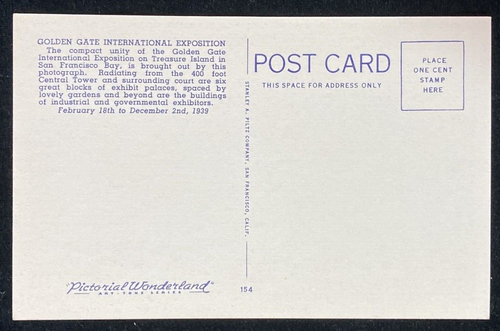 GOLDEN GATE INTERNATIONAL EXPOSITION
The compact unity of the Golden Gate
International Exposition on Treasure Island in
San Francisco Bay, is brought out by this
photograph. Radiating from the 400 foot
Central Tower and surrounding court are six
great blocks of exhibit palaces, spaced by
lovely gardens and beyond are the buildings
of industrial and governmental exhibitors.
February 18th to December 2nd, 1939
"Pictorial Wonderland"
ART-TONE SERIES
STANLEY A. PILTZ COMPANY, SAN FRANCISCO, CALIF.
154
POST CARD
THIS SPACE FOR ADDRESS ONLY
PLACE
ONE CENT
STAMP
HERE